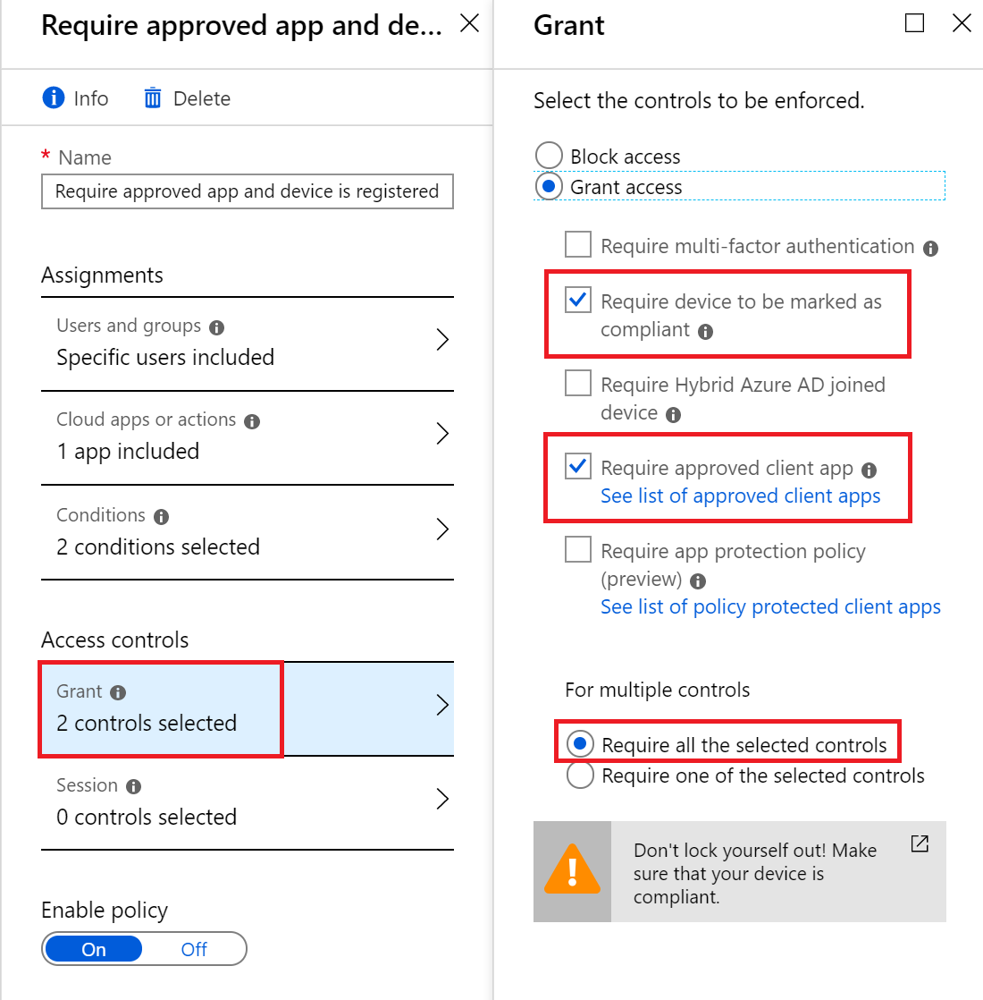 Require approved app and de...
Info
Delete
* Name
Require approved app and device is registered
Assignments
Users and groups
Specific users included
Cloud apps or actions
1 app included
Conditions
2 conditions selected
Access controls
Grant
2 controls selected
Session
0 controls selected
Enable policy
On
Off
Grant
Select the controls to be enforced.
Block access
Grant access
Require multi-factor authentication
Require device to be marked as
compliant
Require Hybrid Azure AD joined
device
Require approved client app
See list of approved client apps
Require app protection policy
(preview)
See list of policy protected client apps
For multiple controls
Require all the selected controls
Require one of the selected controls
Don't lock yourself out! Make
sure that your device is
compliant.